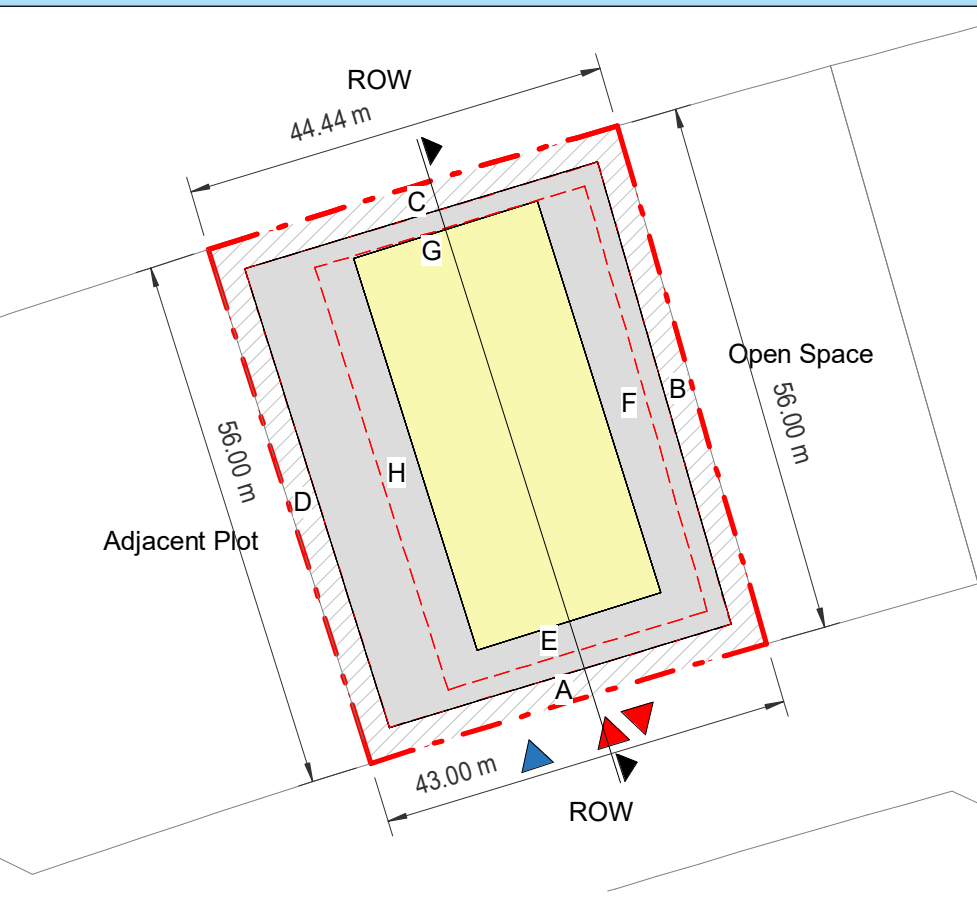 ROW
44.44 m
C
G
Open Space
B
F
56.00 m
56.00 m
H
D
Adjacent Plot
E
A
43.00 m
ROW